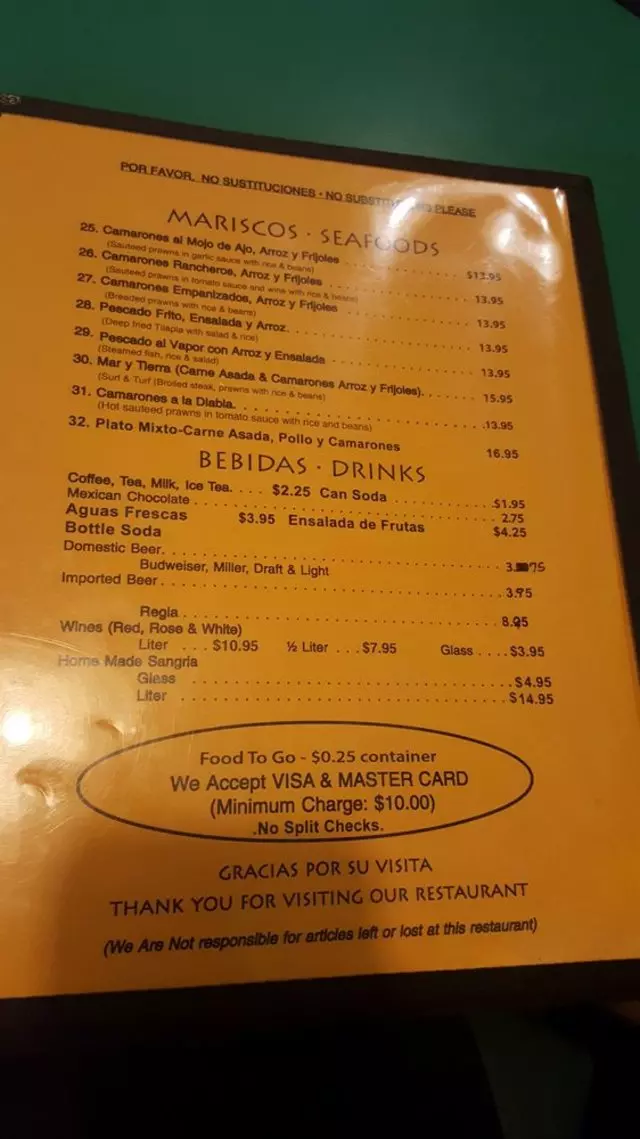 POR FAVOR, NO SUSTITUCIONES · NO PLEASE
MARISCOS · SEAFOODS
25. Camarones al Mojo de Ajo, Arroz y Frijoles $13.95
(Sauteed prawns in garlic sauce with rice & beans)
26. Camarones Rancheros, Arroz y Frijoles 13.95
(Sauteed prawns in tomato sauce and wine with rice & beans)
27. Camarones Empanizados, Arroz y Frijoles 13.95
(Breaded prawns with rice & beans)
28. Pescado Frito, Ensalada y Arroz. 13.95
(Deep fried Tilapia with salad & rice)
29. Pescado al Vapor con Arroz y Ensalada 13.95
(Steamed fish, rice & salad)
30. Mar y Tierra (Carne Asada & Camarones Arroz y Frijoles). 15.95
(Surf & Turf (Broiled steak, prawns with rice & beans)
31. Camarones a la Diabla. 13.95
(Hot sauteed prawns in tomato sauce with rice and beans)
32. Plato Mixto-Carne Asada, Pollo y Camarones 16.95
BEBIDAS · DRINKS
Coffee, Tea, Milk, Ice Tea. . . . $2.25 Can Soda $1.95
Mexican Chocolate 2.75
Aguas Frescas $3.95 Ensalada de Frutas $4.25
Bottle Soda
Domestic Beer. 3.75
Budweiser, Miller, Draft & Light
Imported Beer 3.95
Regia 8.95
Wines (Red, Rose & White)
Liter . . . $10.95 ½ Liter . . . $7.95 Glass . . . . $3.95
Home Made Sangria
Glass $4.95
Liter $14.95
Food To Go - $0.25 container
We Accept VISA & MASTER CARD
(Minimum Charge: $10.00)
.No Split Checks.
GRACIAS POR SU VISITA
THANK YOU FOR VISITING OUR RESTAURANT
(We Are Not responsible for articles left or lost at this restaurant)